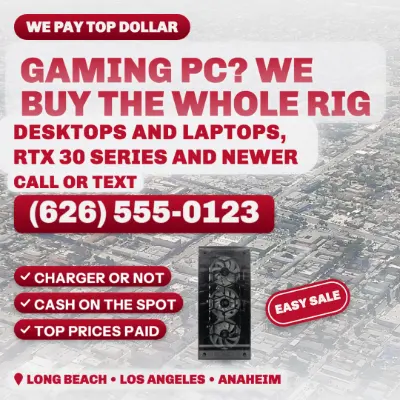 WE PAY TOP DOLLAR
GAMING PC? WE
BUY THE WHOLE RIG
DESKTOPS AND LAPTOPS,
RTX 30 SERIES AND NEWER
CALL OR TEXT
(626) 555-0123
CHARGER OR NOT
CASH ON THE SPOT
TOP PRICES PAID
EASY SALE
LONG BEACH • LOS ANGELES • ANAHEIM